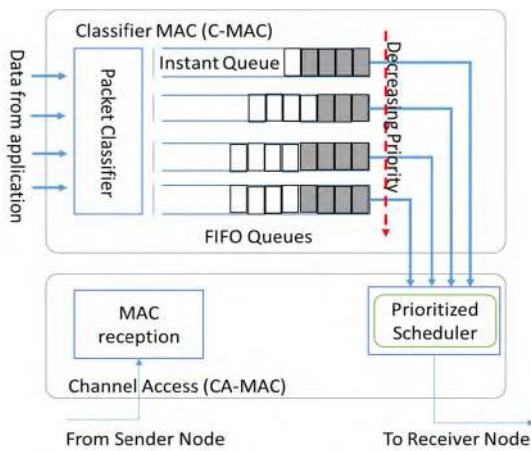 Classifier MAC (C-MAC)
Data from application
Packet Classifier
Instant Queue
Decreasing Priority
FIFO Queues
MAC
reception
Prioritized
Scheduler
Channel Access (CA-MAC)
From Sender Node
To Receiver Node